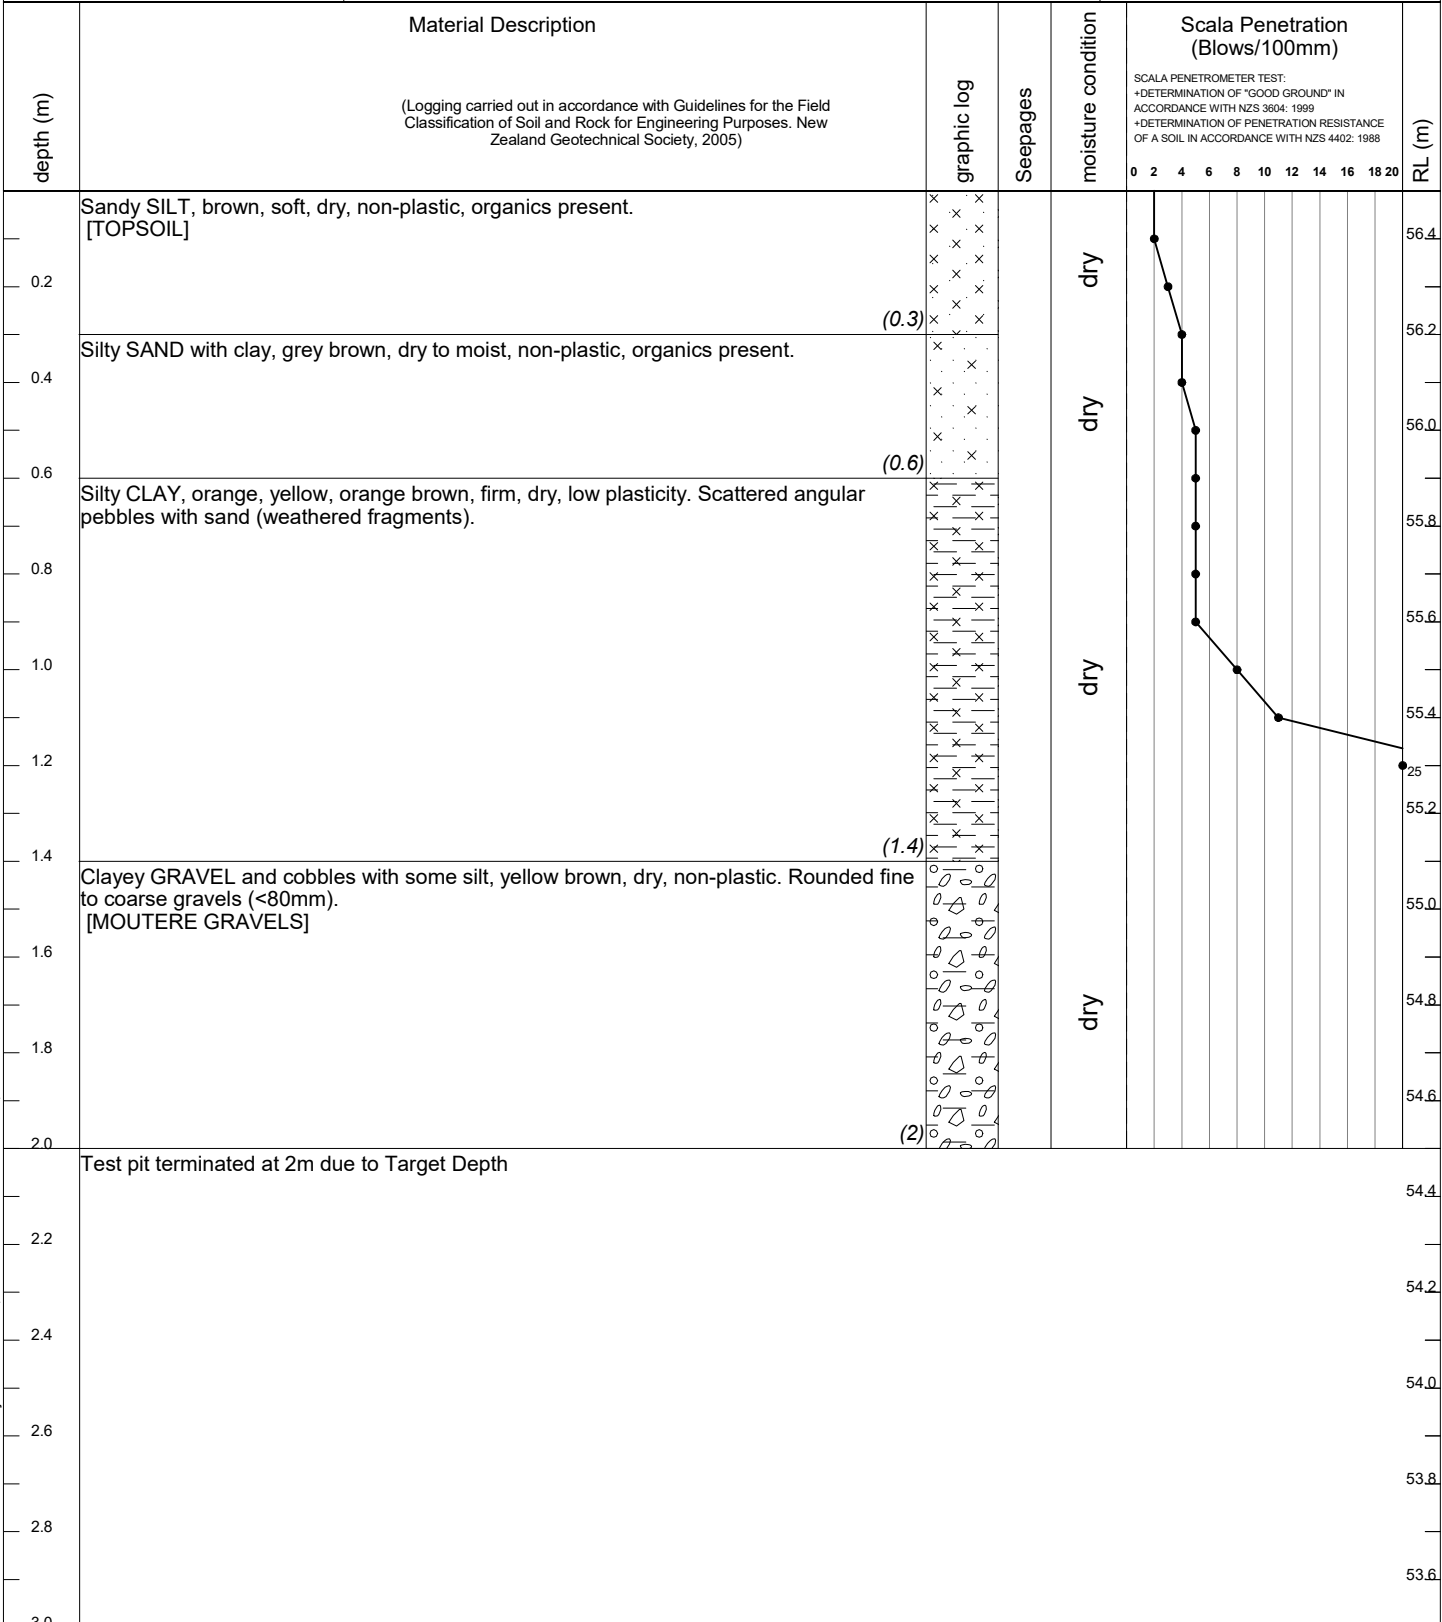 Material Description
(Logging carried out in accordance with Guidelines for the Field
Classification of Soil and Rock for Engineering Purposes. New
Zealand Geotechnical Society, 2005)
depth (m)
graphic log
Seepages
moisture condition
Scala Penetration
(Blows/100mm)
SCALA PENETROMETER TEST:
+DETERMINATION OF "GOOD GROUND" IN
ACCORDANCE WITH NZS 3604: 1999
+DETERMINATION OF PENETRATION RESISTANCE
OF A SOIL IN ACCORDANCE WITH NZS 4402: 1988
0 2 4 6 8 10 12 14 16 18 20
RL (m)
Sandy SILT, brown, soft, dry, non-plastic, organics present.
[TOPSOIL]
dry
56.4
0.2
(0.3)
56.2
Silty SAND with clay, grey brown, dry to moist, non-plastic, organics present.
0.4
dry
56.0
(0.6)
0.6
Silty CLAY, orange, yellow, orange brown, firm, dry, low plasticity. Scattered angular
pebbles with sand (weathered fragments).
55.8
0.8
55.6
1.0
dry
55.4
1.2
25
55.2
(1.4)
1.4
Clayey GRAVEL and cobbles with some silt, yellow brown, dry, non-plastic. Rounded fine
to coarse gravels (<80mm).
[MOUTERE GRAVELS]
55.0
1.6
dry
54.8
1.8
54.6
(2)
2.0
Test pit terminated at 2m due to Target Depth
54.4
2.2
54.2
2.4
54.0
2.6
53.8
2.8
53.6
3.0